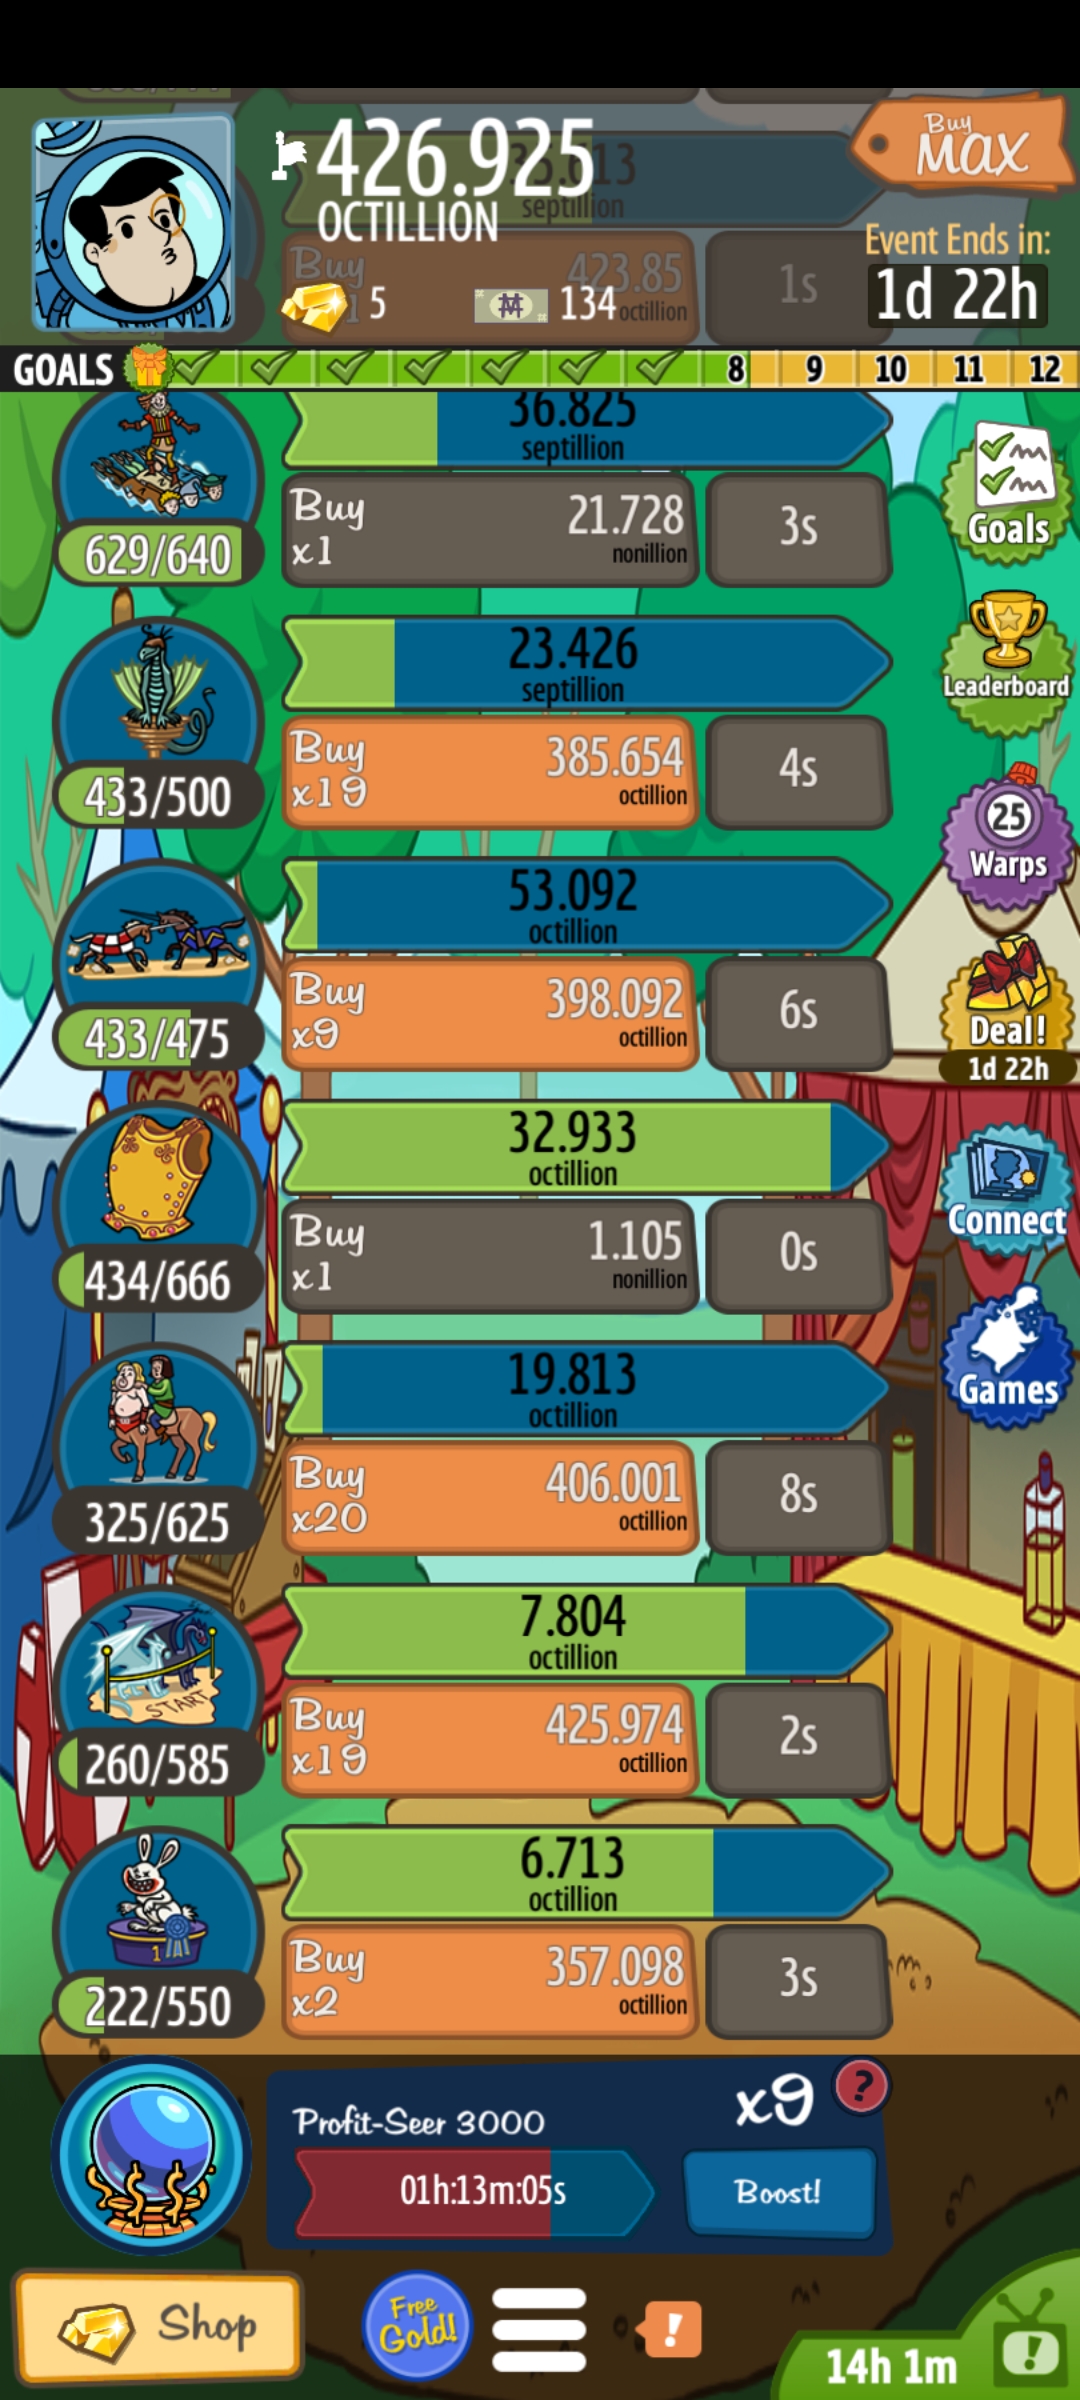 426.925
OCTILLION
Buy
MAX
Event Ends in:
1d 22h
septillion
Buy
423.85
octillion
1s
5
134
GOALS 8 9 10 11 12
36.825
septillion
629/640
Buy
x1
21.728
nonillion
3s
Goals
23.426
septillion
433/500
Buy
x19
385.654
octillion
4s
Leaderboard
25
Warps
53.092
octillion
433/475
Buy
x9
398.092
octillion
6s
Deal!
1d 22h
32.933
octillion
434/666
Buy
x1
1.105
nonillion
0s
Connect
19.813
octillion
325/625
Buy
x20
406.001
octillion
8s
Games
7.804
octillion
START
260/585
Buy
x19
425.974
octillion
2s
6.713
octillion
1
222/550
Buy
x2
357.098
octillion
3s
Profit-Seer 3000
x9
?
01h:13m:05s
Boost!
Shop
Free
Gold!
!
14h 1m
!